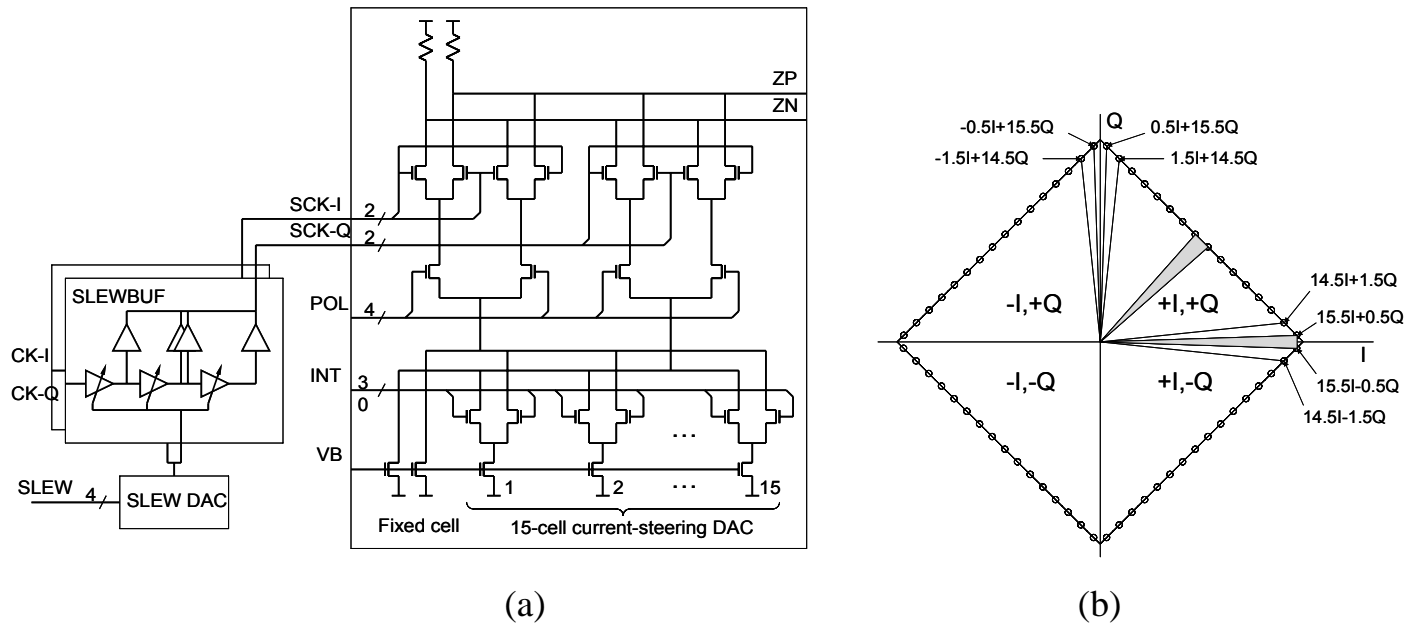 ZP
ZN
SCK-I 2
SCK-Q 2
SLEWBUF
POL 4
CK-I
CK-Q
INT 3
0
VB
SLEW 4
SLEW DAC
1 2 ... 15
...
Fixed cell
15-cell current-steering DAC
(a)
Q
-0.5I+15.5Q
0.5I+15.5Q
-1.5I+14.5Q
1.5I+14.5Q
-I,+Q
+I,+Q
14.5I+1.5Q
15.5I+0.5Q
I
-I,-Q
+I,-Q
15.5I-0.5Q
14.5I-1.5Q
(b)